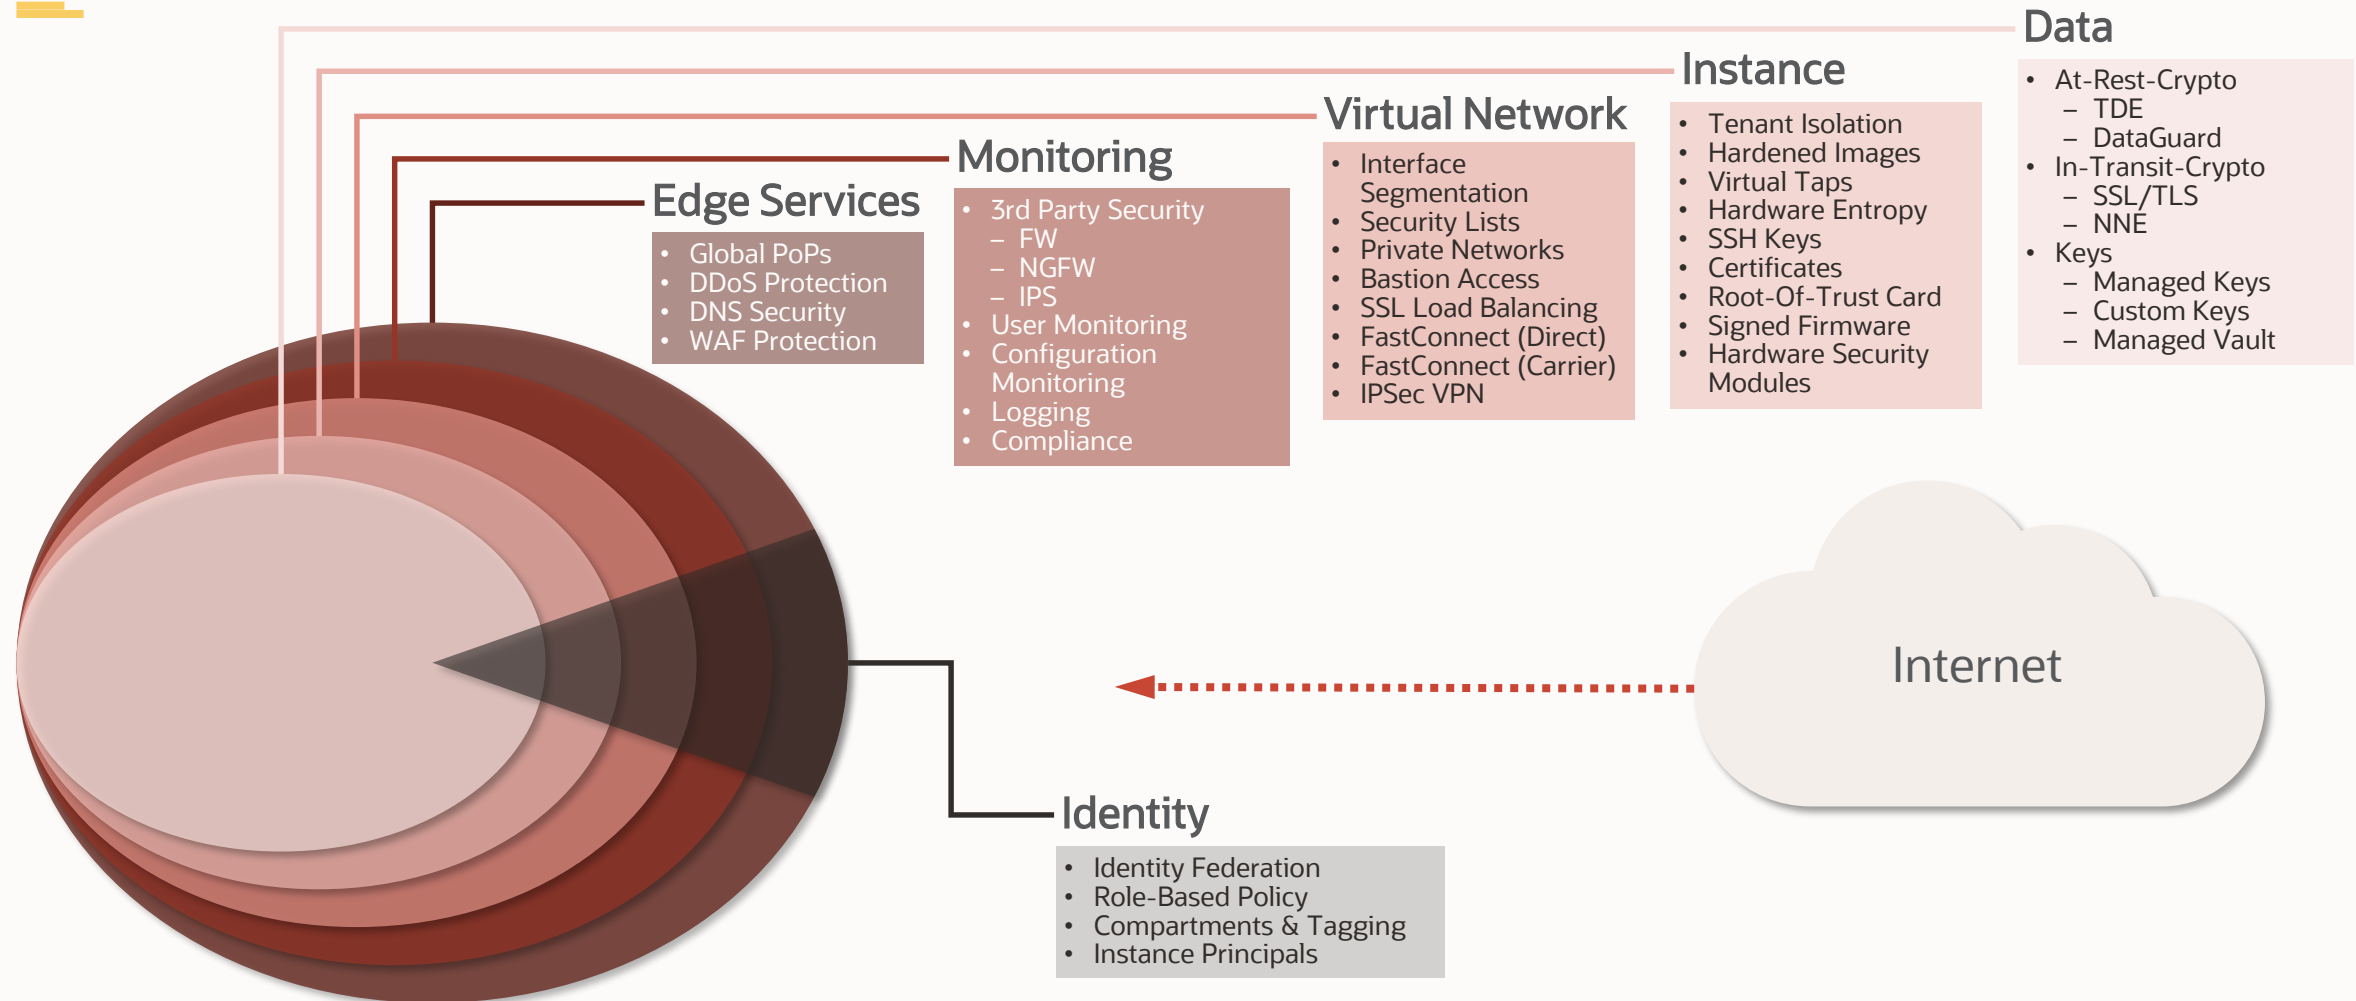 Data
• At-Rest-Crypto
– TDE
– DataGuard
• In-Transit-Crypto
– SSL/TLS
– NNE
• Keys
– Managed Keys
– Custom Keys
– Managed Vault
Instance
• Tenant Isolation
• Hardened Images
• Virtual Taps
• Hardware Entropy
• SSH Keys
• Certificates
• Root-Of-Trust Card
• Signed Firmware
• Hardware Security
Modules
Virtual Network
• Interface
Segmentation
• Security Lists
• Private Networks
• Bastion Access
• SSL Load Balancing
• FastConnect (Direct)
• FastConnect (Carrier)
• IPSec VPN
Monitoring
• 3rd Party Security
– FW
– NGFW
– IPS
• User Monitoring
• Configuration
Monitoring
• Logging
• Compliance
Edge Services
• Global PoPs
• DDoS Protection
• DNS Security
• WAF Protection
Internet
Identity
• Identity Federation
• Role-Based Policy
• Compartments & Tagging
• Instance Principals